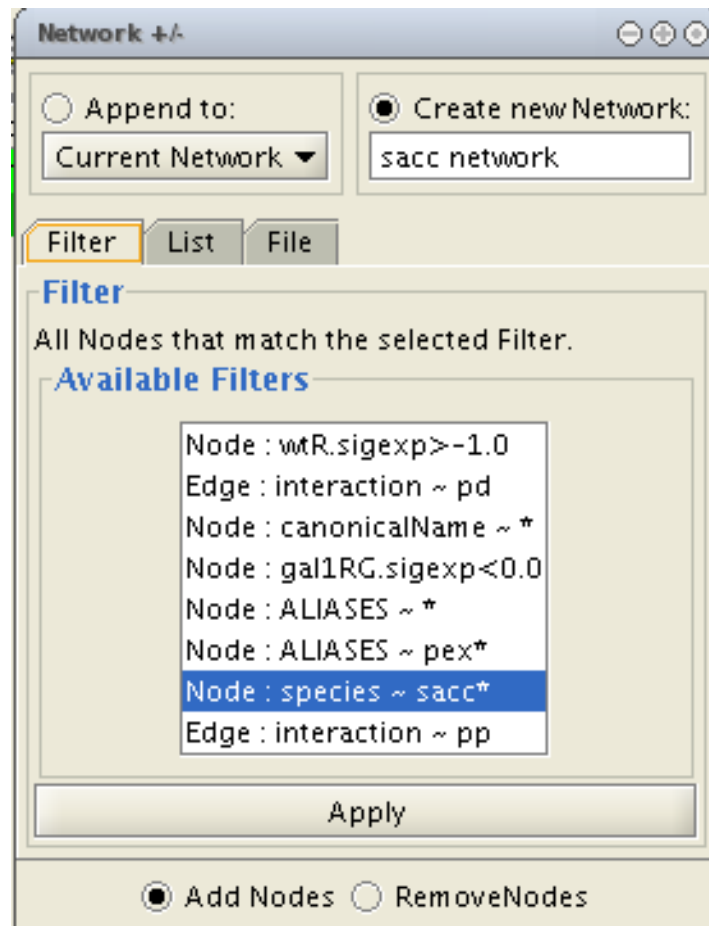 Network +/-
Append to:
Create new Network:
Current Network
sacc network
Filter
List
File
Filter
All Nodes that match the selected Filter.
Available Filters
Node : wtR.sigexp>-1.0
Edge : interaction ~ pd
Node : canonicalName ~ *
Node : gal1RG.sigexp<0.0
Node : ALIASES ~ *
Node : ALIASES ~ pex*
Node : species ~ sacc*
Edge : interaction ~ pp
Apply
Add Nodes
RemoveNodes